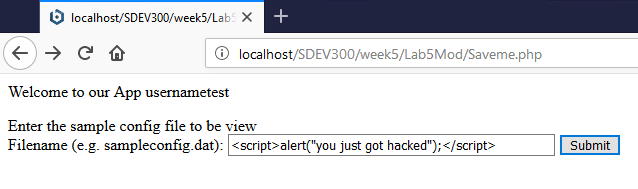 localhost/SDEV300/week5/Lab5
localhost/SDEV300/week5/Lab5Mod/Saveme.php
Welcome to our App usernametest
Enter the sample config file to be view
Filename (e.g. sampleconfig.dat): <script>alert("you just got hacked");</script> Submit